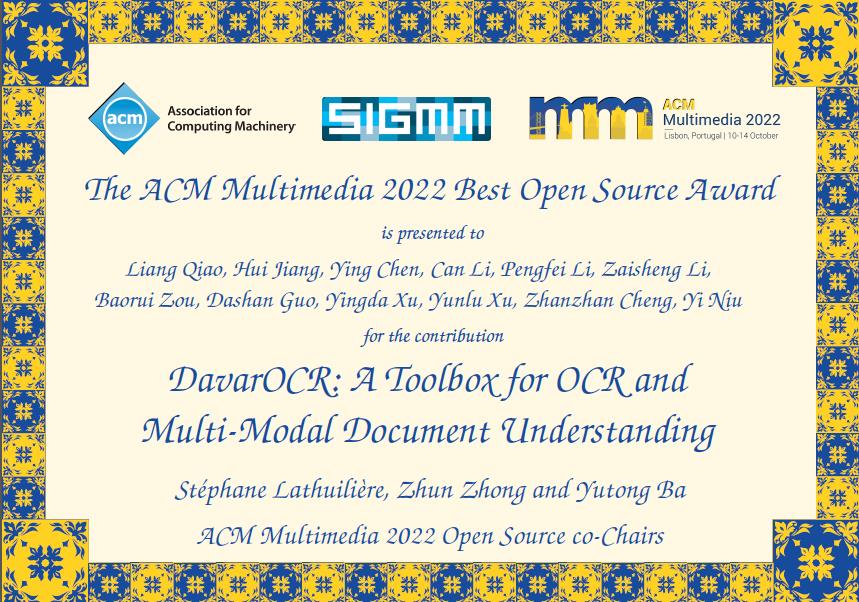 acm
Association for
Computing Machinery
SIGMM
mm
ACM
Multimedia 2022
Lisbon, Portugal | 10-14 October
The ACM Multimedia 2022 Best Open Source Award
is presented to
Liang Qiao, Hui Jiang, Ying Chen, Can Li, Pengfei Li, Zaisheng Li,
Baorui Zou, Dashan Guo, Yingda Xu, Yunlu Xu, Zhanzhan Cheng, Yi Niu
for the contribution
DavarOCR: A Toolbox for OCR and
Multi-Modal Document Understanding
Stéphane Lathuilière, Zhun Zhong and Yutong Ba
ACM Multimedia 2022 Open Source co-Chairs